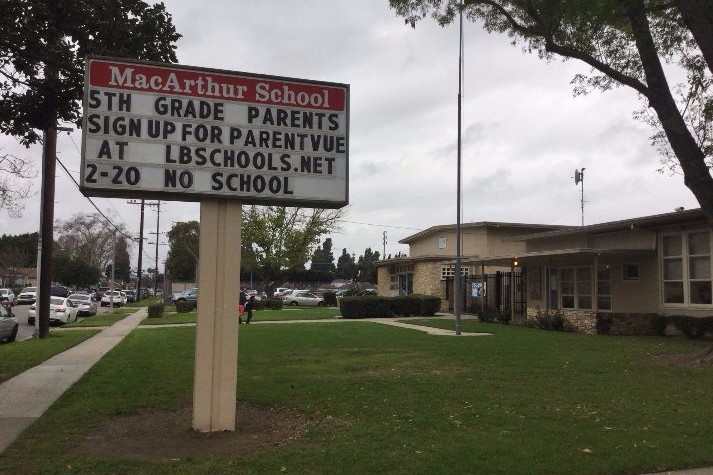 MacArthur School
5TH GRADE PARENTS
SIGN UP FOR PARENTVUE
AT LBSCHOOLS.NET
2-20 NO SCHOOL